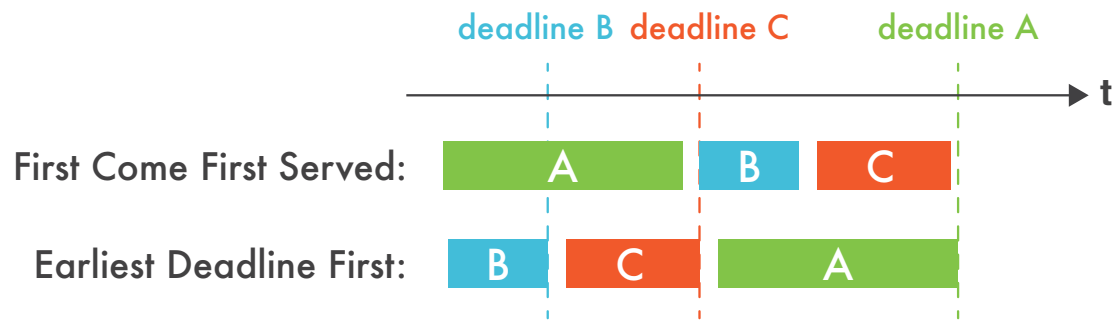 deadline B deadline C deadline A
t
First Come First Served: A B C
Earliest Deadline First: B C A